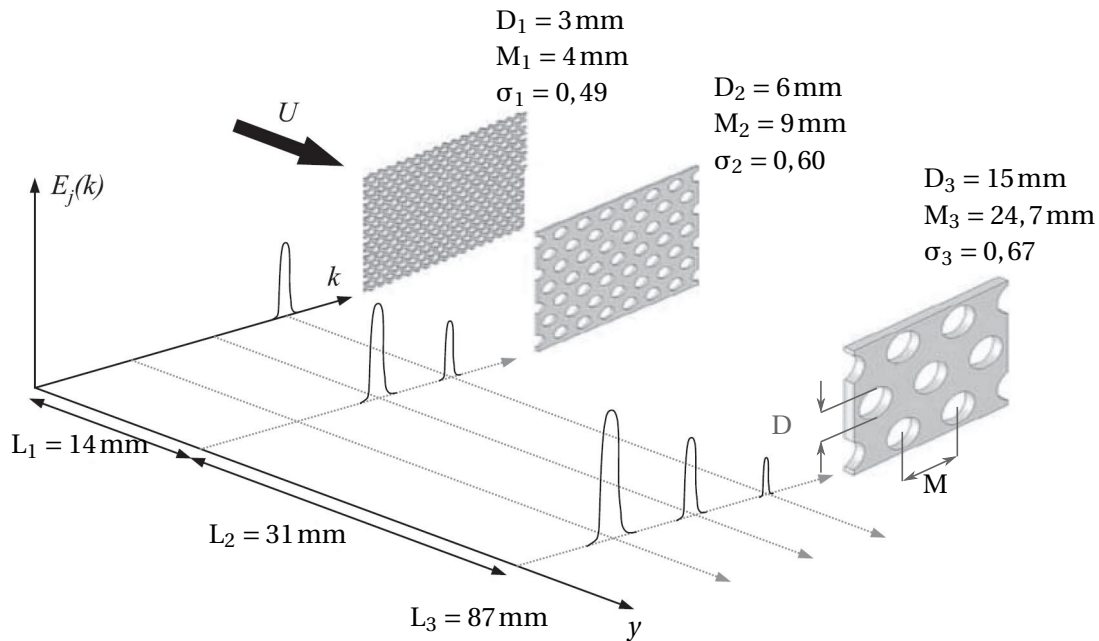 D₁ = 3 mm
M₁ = 4 mm
σ₁ = 0, 49
D₂ = 6 mm
M₂ = 9 mm
σ₂ = 0, 60
D₃ = 15 mm
M₃ = 24, 7 mm
σ₃ = 0, 67
U
Eⱼ(k)
k
D
M
L₁ = 14 mm
L₂ = 31 mm
L₃ = 87 mm
y